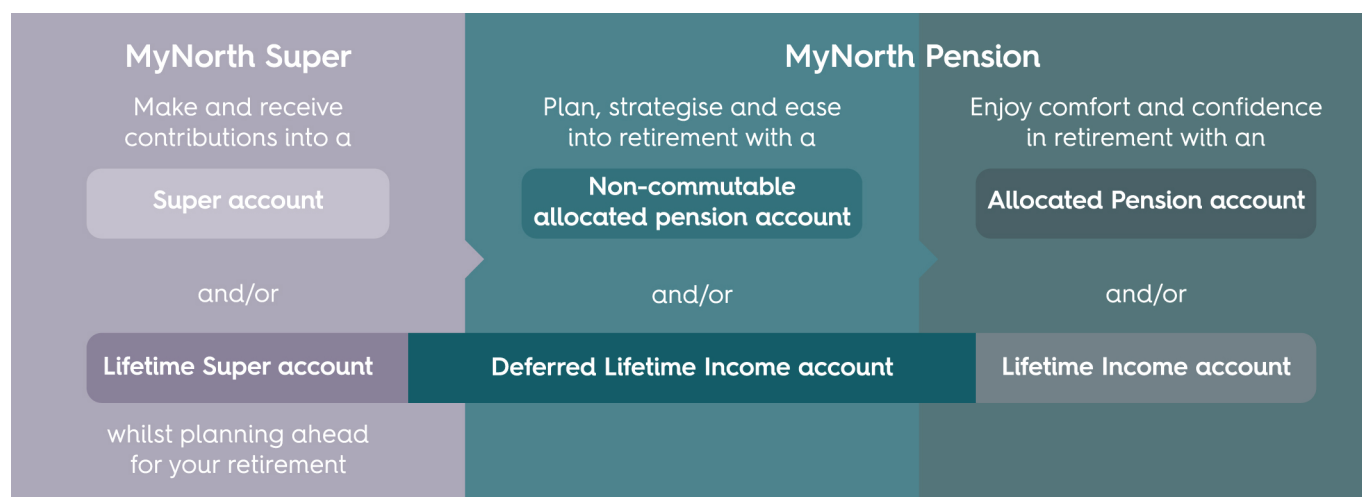 MyNorth Super
Make and receive
contributions into a
Super account
and/or
Lifetime Super account
whilst planning ahead
for your retirement
MyNorth Pension
Plan, strategise and ease
into retirement with a
Non-commutable
allocated pension account
and/or
Deferred Lifetime Income account
Enjoy comfort and confidence
in retirement with an
Allocated Pension account
and/or
Lifetime Income account